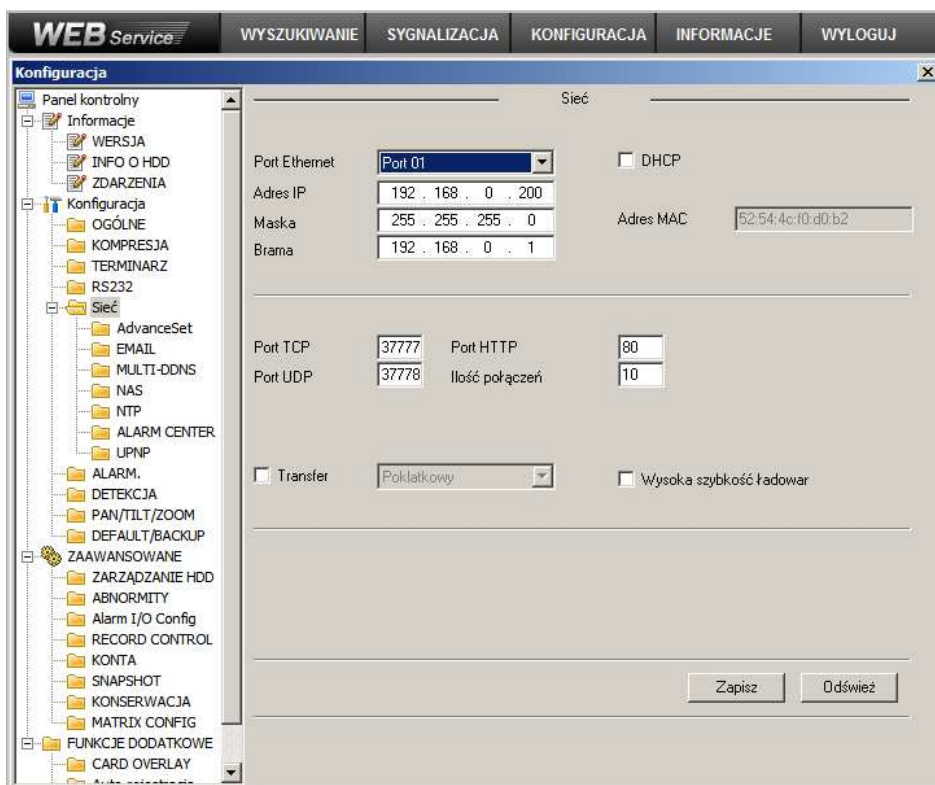 WEB Service
WYSZUKIWANIE
SYGNALIZACJA
KONFIGURACJA
INFORMACJE
WYLOGUJ
Konfiguracja
Panel kontrolny
Informacje
WERSJA
INFO O HDD
ZDARZENIA
Konfiguracja
OGÓLNE
KOMPRESJA
TERMINARZ
RS232
Sieć
AdvanceSet
EMAIL
MULTI-DDNS
NAS
NTP
ALARM CENTER
UPNP
ALARM.
DETEKCJA
PAN/TILT/ZOOM
DEFAULT/BACKUP
ZAAWANSOWANE
ZARZĄDZANIE HDD
ABNORMITY
Alarm I/O Config
RECORD CONTROL
KONTA
SNAPSHOT
KONSERWACJA
MATRIX CONFIG
FUNKCJE DODATKOWE
CARD OVERLAY
Sieć
Port Ethernet Port 01 DHCP
Adres IP 192 . 168 . 0 . 200
Maska 255 . 255 . 255 . 0 Adres MAC 52:54:4c:f0:d0:b2
Brama 192 . 168 . 0 . 1
Port TCP 37777 Port HTTP 80
Port UDP 37778 Ilość połączeń 10
Transfer Poklatkowy Wysoka szybkość ładowar
Zapisz Odśwież